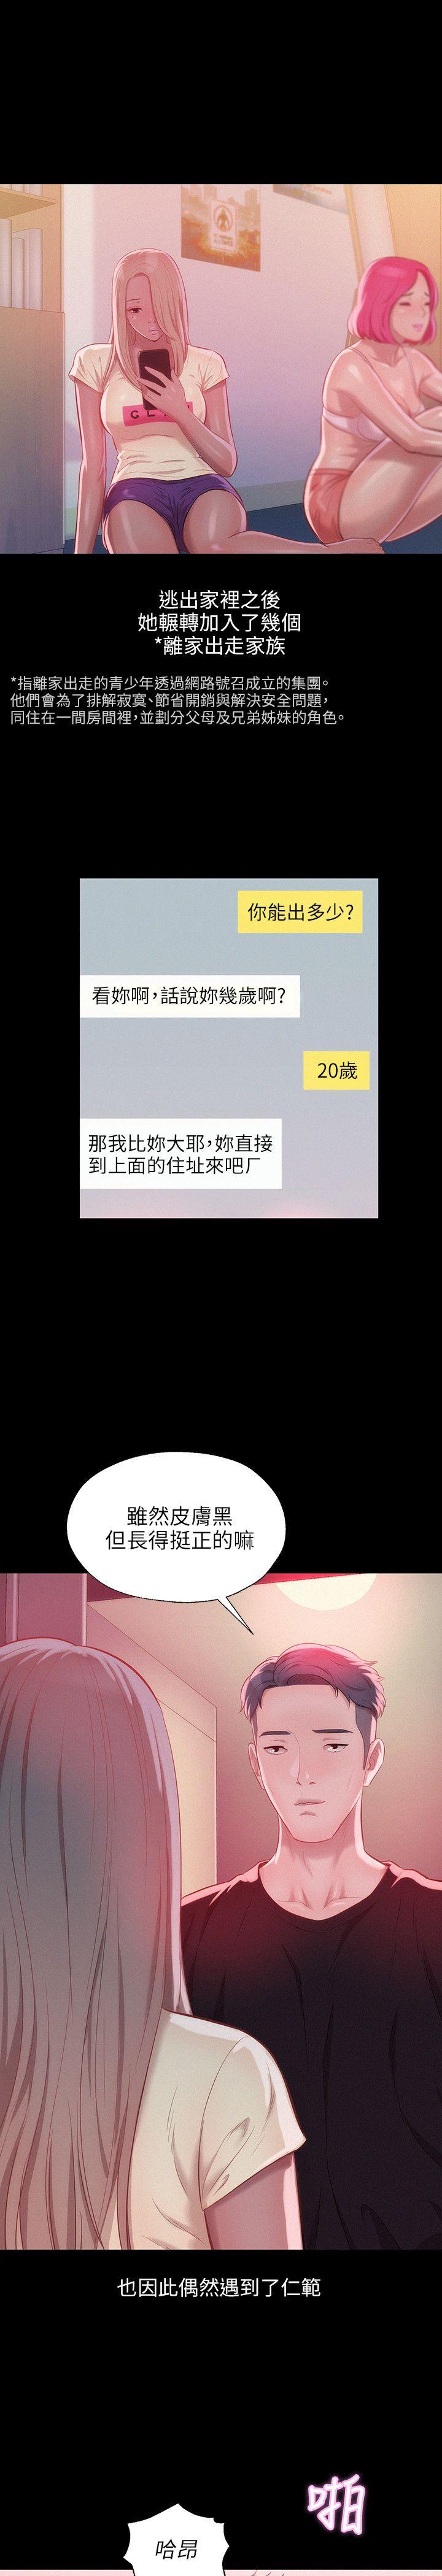 GL
逃出家裡之後
她輾轉加入了幾個
*離家出走家族
*指離家出走的青少年透過網路號召成立的集團。
他們會為了排解寂寞、節省開銷與解決安全問題，
同住在一間房間裡，並劃分父母及兄弟姊妹的角色。
你能出多少？
看妳啊，話說妳幾歲啊？
20歲
那我比妳大耶，妳直接
到上面的住址來吧ㄏ
雖然皮膚黑
但長得挺正的嘛
也因此偶然遇到了仁範
啪
哈昂